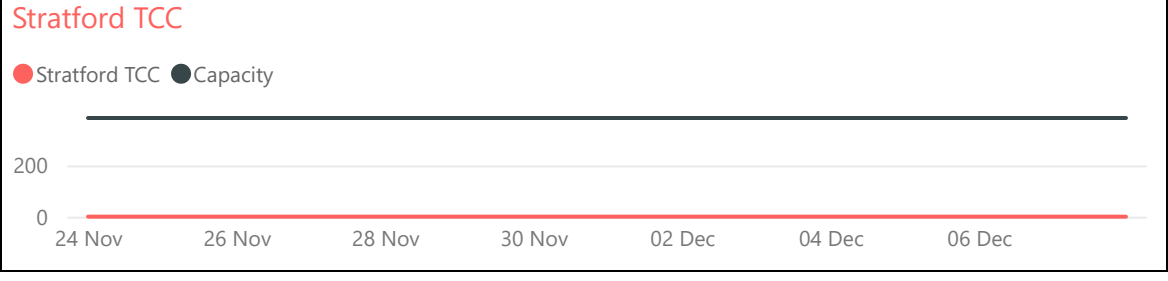 Stratford TCC
Stratford TCC Capacity
200
0
24 Nov 26 Nov 28 Nov 30 Nov 02 Dec 04 Dec 06 Dec